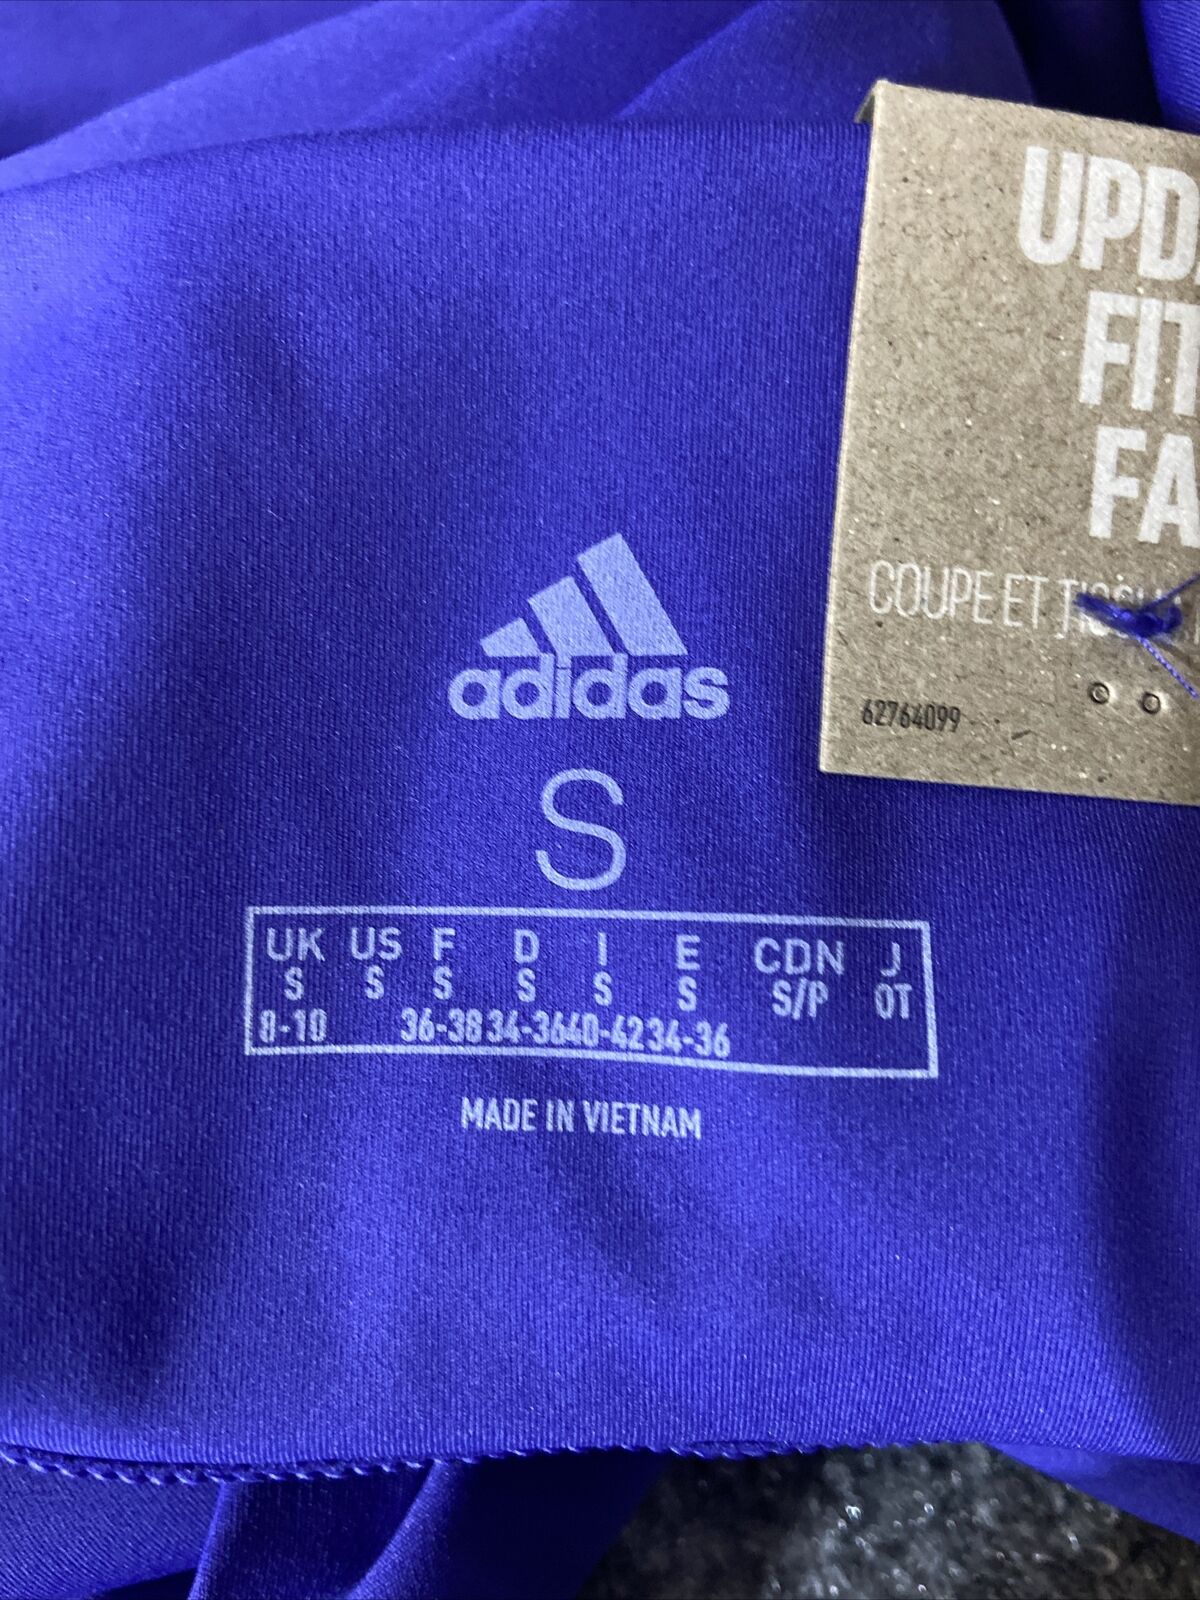 UPDA
FIT
FA
COUPE ET
62764099
adidas
S
UK US F D I E CDN J
S S S S S S S/P OT
8-10 36-38 34-36 40-42 34-36
MADE IN VIETNAM